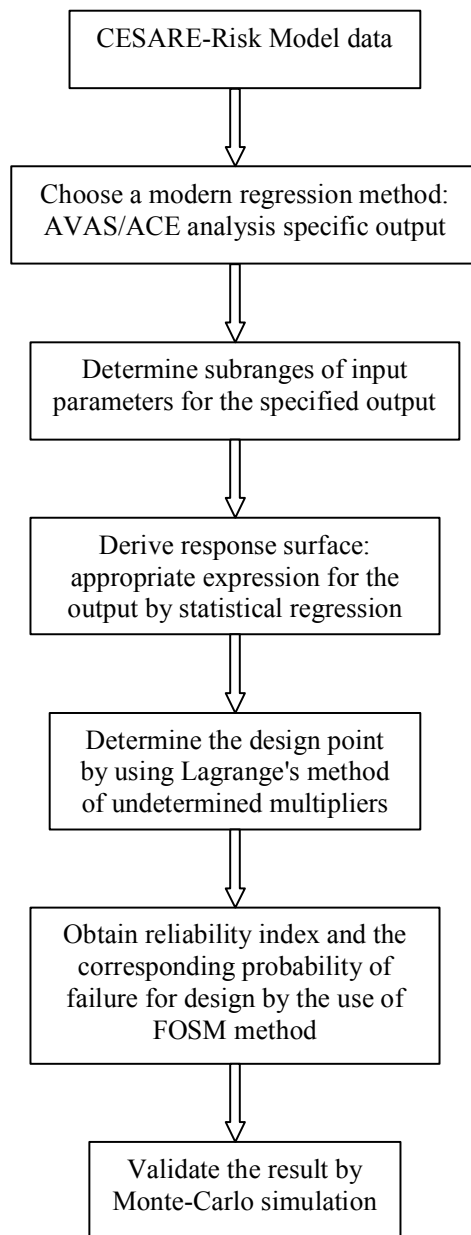 CESARE-Risk Model data
Choose a modern regression method:
AVAS/ACE analysis specific output
Determine subranges of input
parameters for the specified output
Derive response surface:
appropriate expression for the
output by statistical regression
Determine the design point
by using Lagrange's method
of undetermined multipliers
Obtain reliability index and the
corresponding probability of
failure for design by the use of
FOSM method
Validate the result by
Monte-Carlo simulation